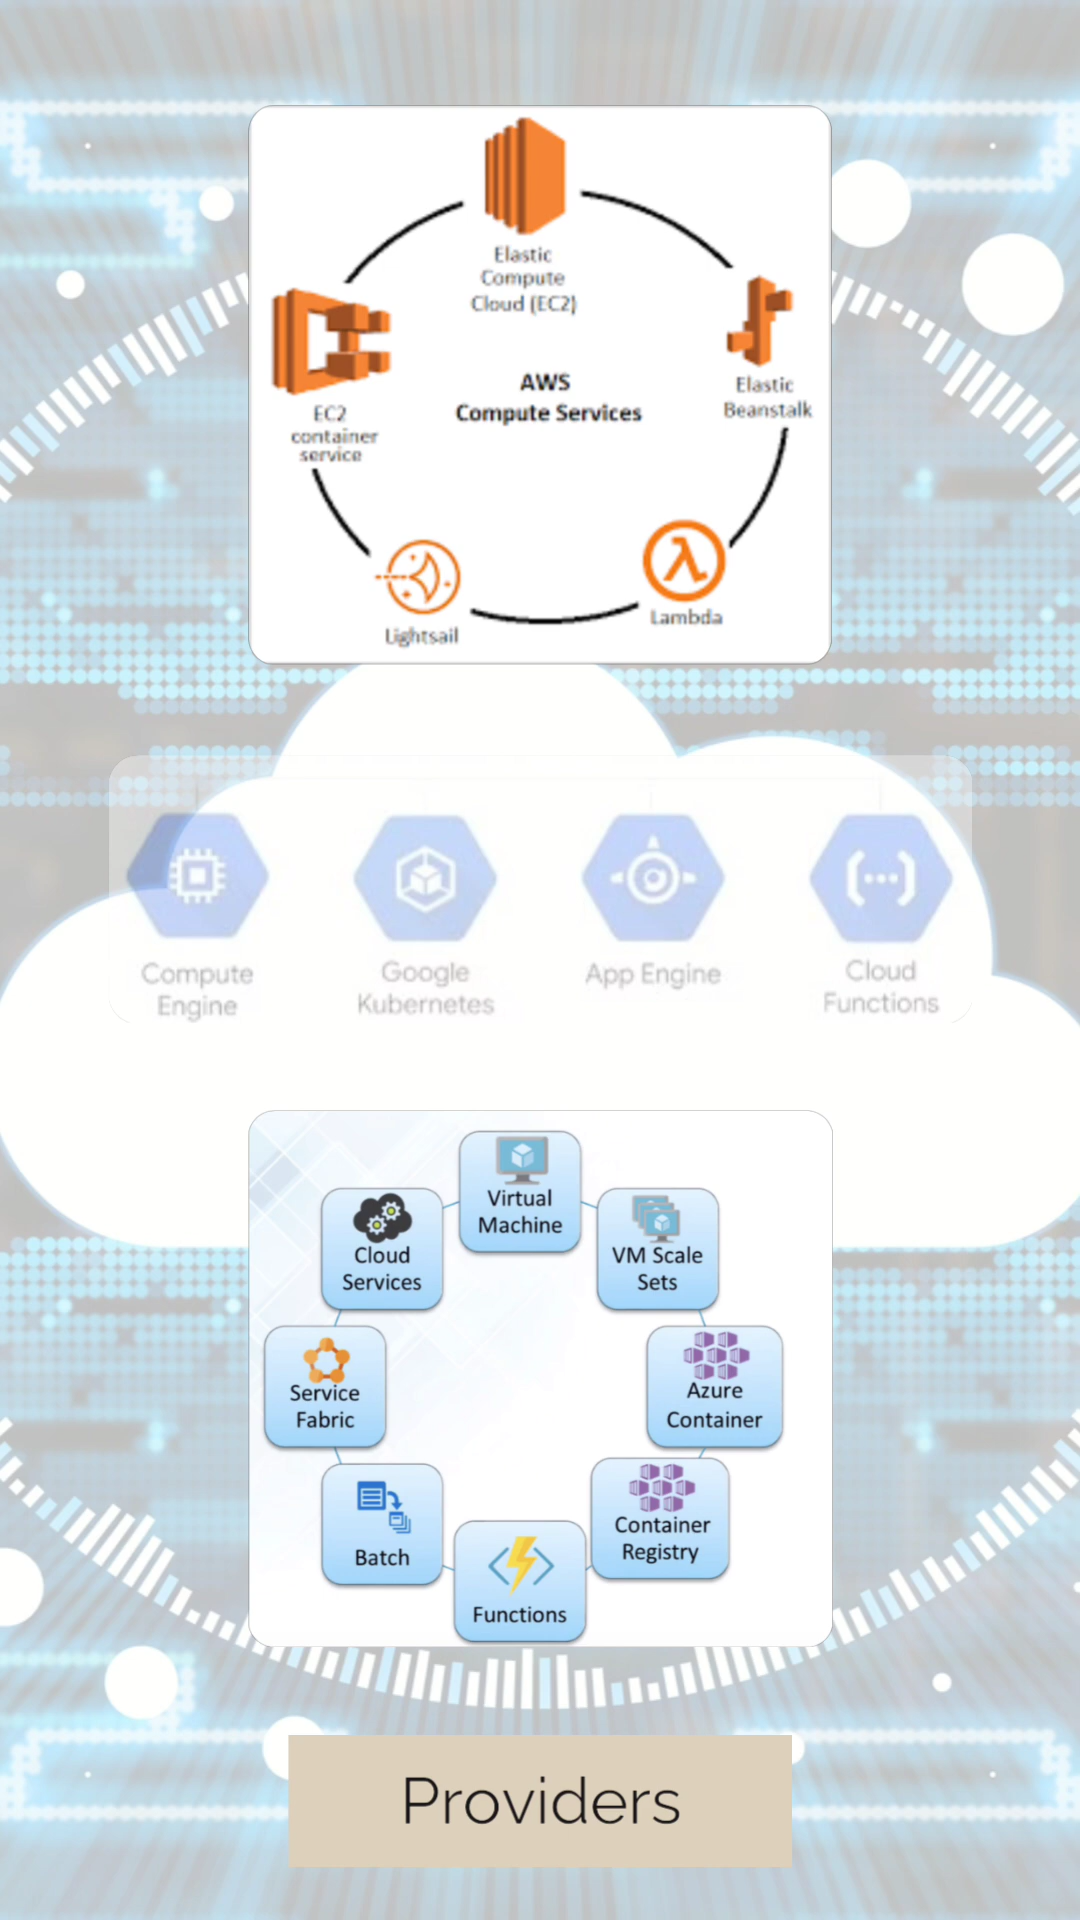 Elastic
Compute
Cloud (EC2)
Elastic
Beanstalk
AWS
Compute Services
EC2
container
service
Lambda
Lightsail
Compute
Engine
Google
Kubernetes
App Engine
Cloud
Functions
Virtual
Machine
Cloud
Services
VM Scale
Sets
Service
Fabric
Azure
Container
Batch
Container
Registry
Functions
Providers